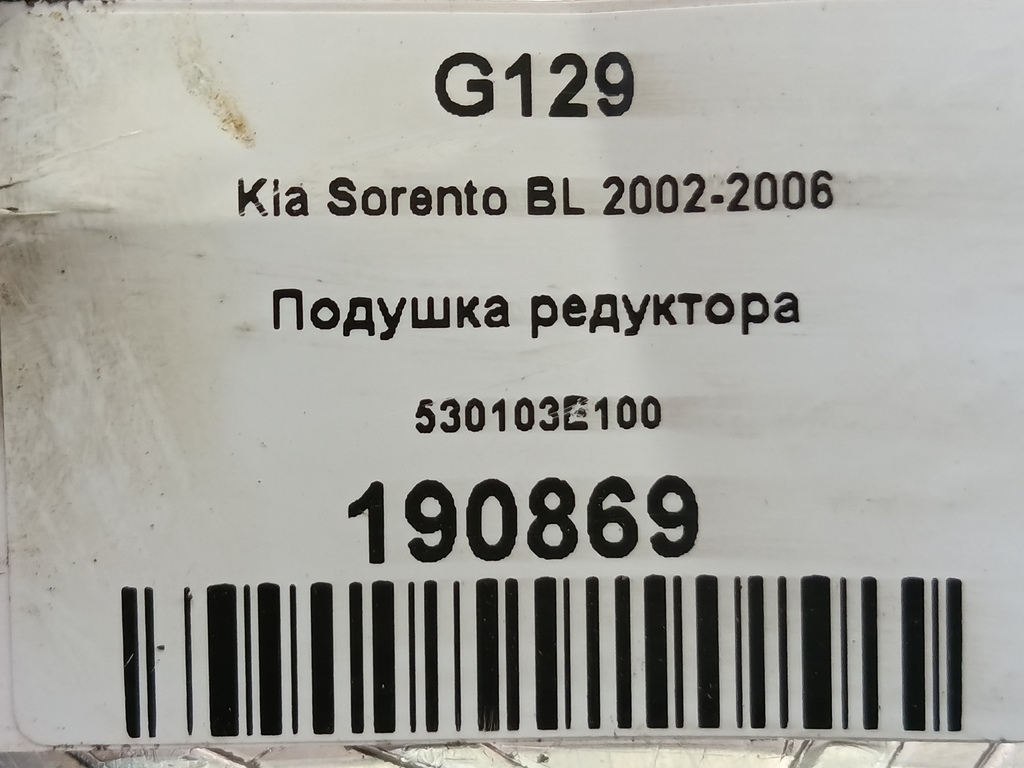 G129
Kia Sorento BL 2002-2006
Подушка редуктора
530103E100
190869